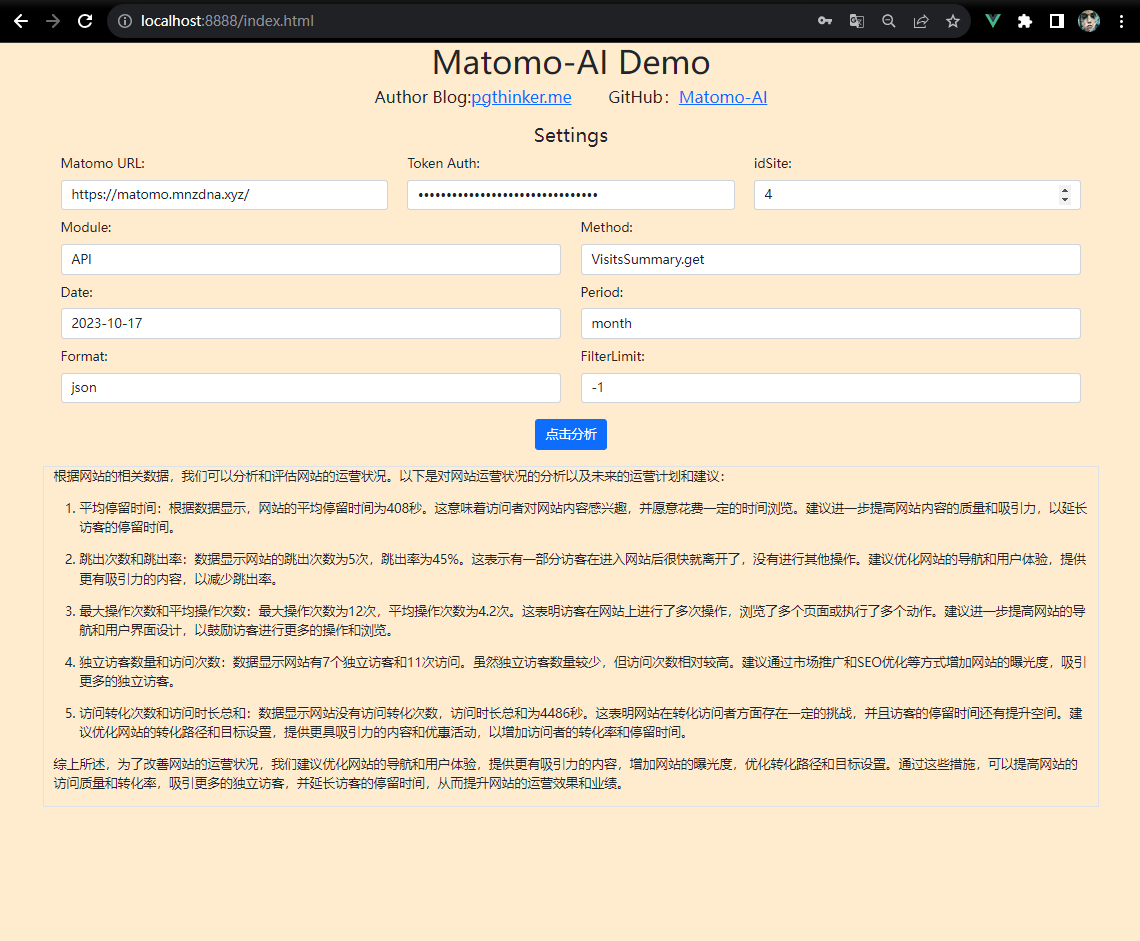 localhost:8888/index.html
Matomo-AI Demo
Author Blog:pgthinker.me GitHub：Matomo-AI
Settings
Matomo URL: Token Auth: idSite:
https://matomo.mnzdna.xyz/ •••••••••••••••••••••••••••••••• 4
Module: Method:
API VisitsSummary.get
Date: Period:
2023-10-17 month
Format: FilterLimit:
json -1
点击分析
根据网站的相关数据，我们可以分析和评估网站的运营状况。以下是对网站运营状况的分析以及未来的运营计划和建议：
1. 平均停留时间：根据数据显示，网站的平均停留时间为408秒。这意味着访问者对网站内容感兴趣，并愿意花费一定的时间浏览。建议进一步提高网站内容的质量和吸引力，以延长
访客的停留时间。
2. 跳出次数和跳出率：数据显示网站的跳出次数为5次，跳出率为45%。这表示有一部分访客在进入网站后很快就离开了，没有进行其他操作。建议优化网站的导航和用户体验，提供
更有吸引力的内容，以减少跳出率。
3. 最大操作次数和平均操作次数：最大操作次数为12次，平均操作次数为4.2次。这表明访客在网站上进行了多次操作，浏览了多个页面或执行了多个动作。建议进一步提高网站的导
航和用户界面设计，以鼓励访客进行更多的操作和浏览。
4. 独立访客数量和访问次数：数据显示网站有7个独立访客和11次访问。虽然独立访客数量较少，但访问次数相对较高。建议通过市场推广和SEO优化等方式增加网站的曝光度，吸引
更多的独立访客。
5. 访问转化次数和访问时长总和：数据显示网站没有访问转化次数，访问时长总和为4486秒。这表明网站在转化访问者方面存在一定的挑战，并且访客的停留时间还有提升空间。建
议优化网站的转化路径和目标设置，提供更具吸引力的内容和优惠活动，以增加访问者的转化率和停留时间。
综上所述，为了改善网站的运营状况，我们建议优化网站的导航和用户体验，提供更有吸引力的内容，增加网站的曝光度，优化转化路径和目标设置。通过这些措施，可以提高网站的
访问质量和转化率，吸引更多的独立访客，并延长访客的停留时间，从而提升网站的运营效果和业绩。